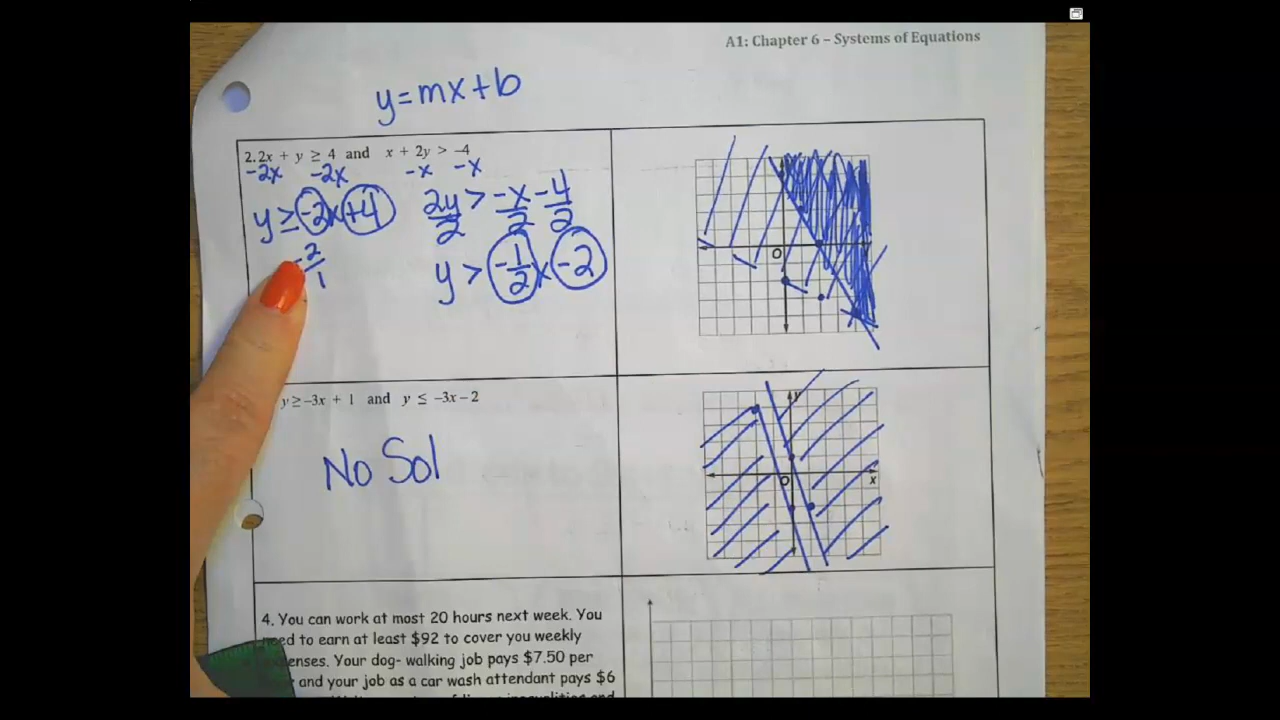 A1: Chapter 6 – Systems of Equations
y=mx+b
2. 2x + y ≥ 4 and x + 2y > -4
-2x -2x -x -x
y ≥ -2x +4
-2/1
2y/2 > -x/2 -4/2
y > -1/2 x -2
O
y ≥ -3x + 1 and y ≤ -3x - 2
No Sol
y
O
x
4. You can work at most 20 hours next week. You
to earn at least $92 to cover you weekly
Your dog- walking job pays $7.50 per
and your job as a car wash attendant pays $6